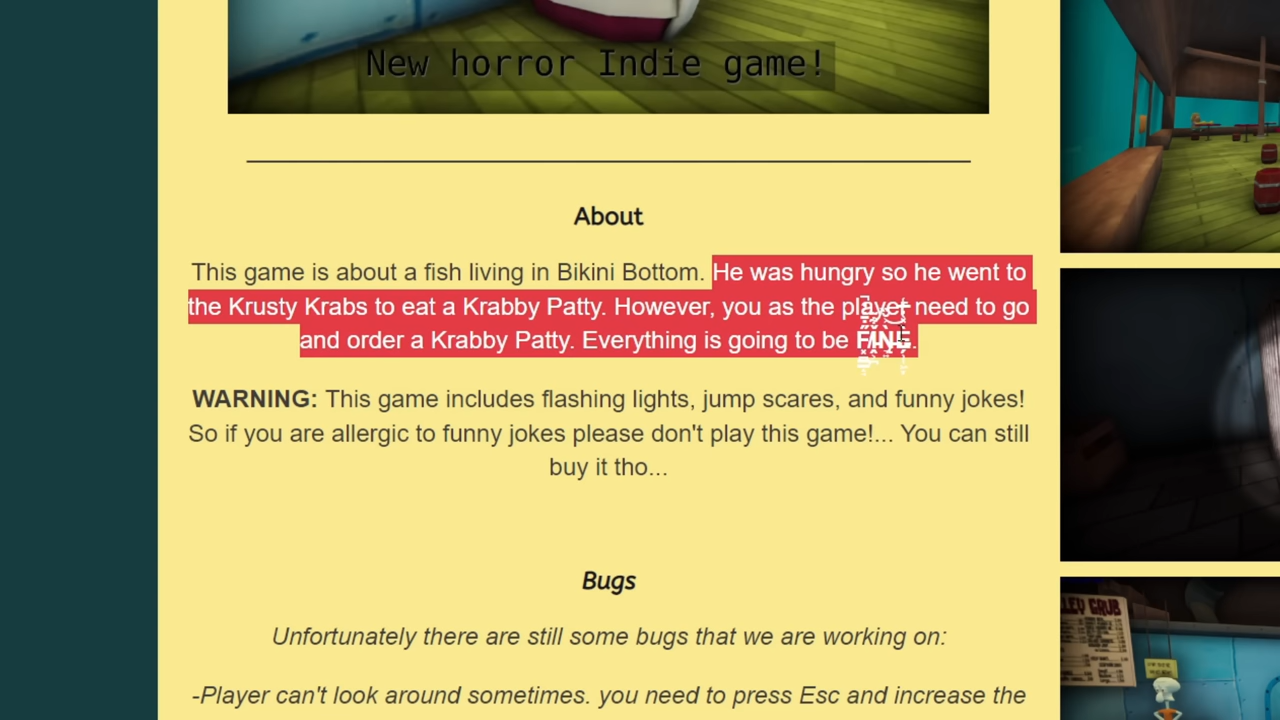 New horror Indie game!
About
This game is about a fish living in Bikini Bottom. He was hungry so he went to
the Krusty Krabs to eat a Krabby Patty. However, you as the player need to go
and order a Krabby Patty. Everything is going to be FINE.
WARNING: This game includes flashing lights, jump scares, and funny jokes!
So if you are allergic to funny jokes please don't play this game!... You can still
buy it tho...
Bugs
Unfortunately there are still some bugs that we are working on:
-Player can't look around sometimes. you need to press Esc and increase the
LEY GRUB